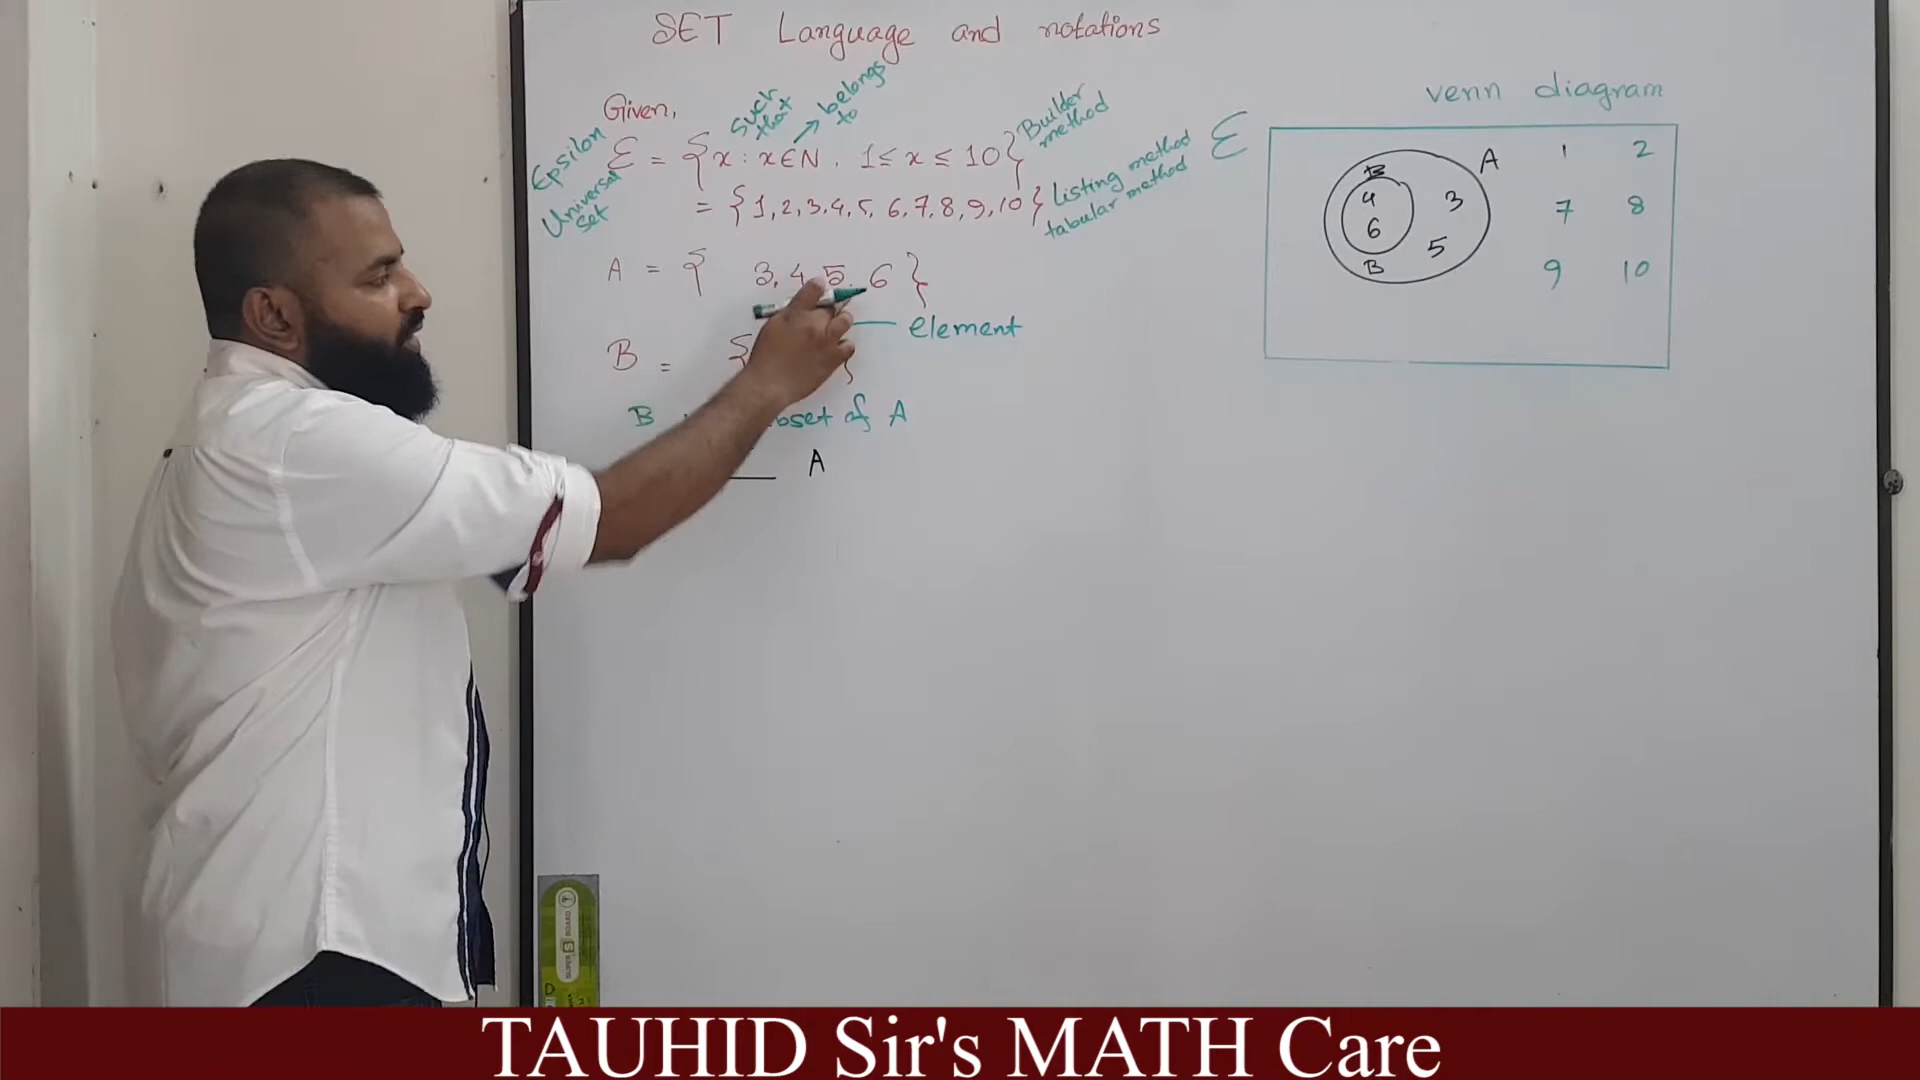 SET Language and notations
Given,
Epsilon
Universal set
such that
belongs to
ℰ = {x : x∈N, 1 ≤ x ≤ 10}
Builder method
= {1, 2, 3, 4, 5, 6, 7, 8, 9, 10}
Listing method
tabular method
A = { 3, 4, 5, 6 }
element
B = { }
B of A
A
venn diagram
ℰ
A
B
4
6
B
3
5
1 2
7 8
9 10
SUPER S BOARD
D
TAUHID Sir's MATH Care